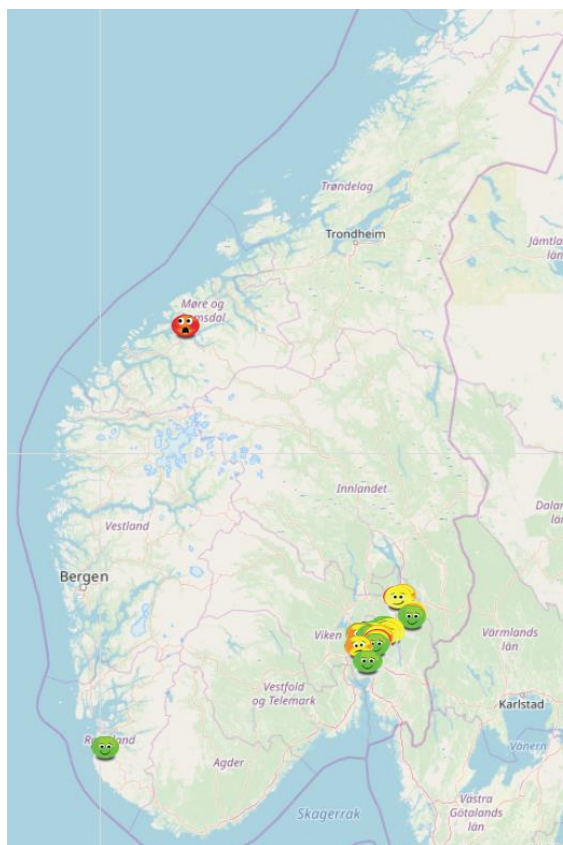 Trøndelag
Trondheim
Jämtla
län
Møre og
msdal
Innlandet
Dala
län
Vestland
Bergen
Viken
Värmlands
län
Vestfold
og Telemark
Karlstad
R
land
Vänern
Agder
Västra
Götalands
län
Skagerrak